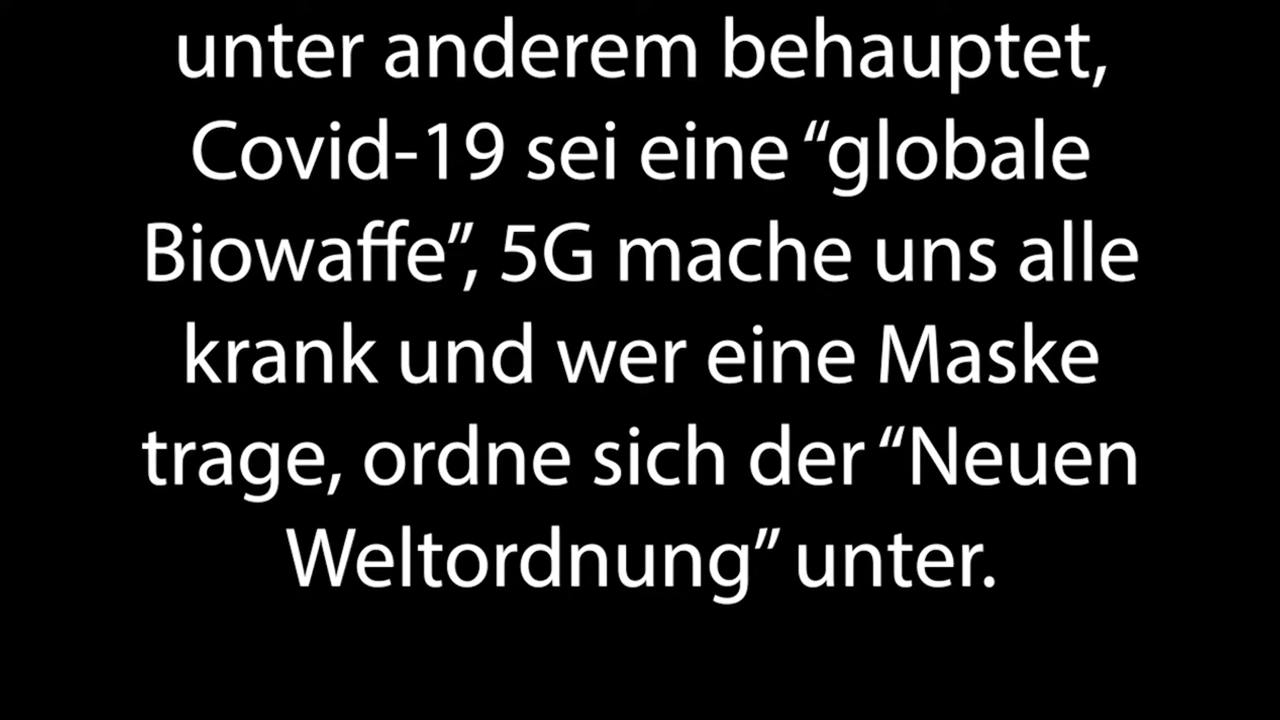 unter anderem behauptet,
Covid-19 sei eine “globale
Biowaffe”, 5G mache uns alle
krank und wer eine Maske
trage, ordne sich der “Neuen
Weltordnung” unter.